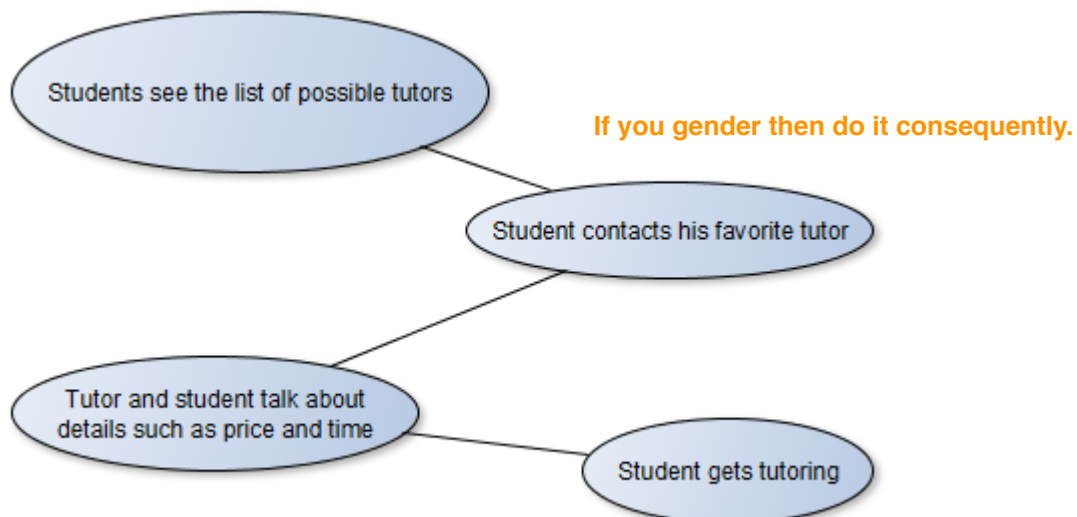 Students see the list of possible tutors
If you gender then do it consequently.
Student contacts his favorite tutor
Tutor and student talk about
details such as price and time
Student gets tutoring